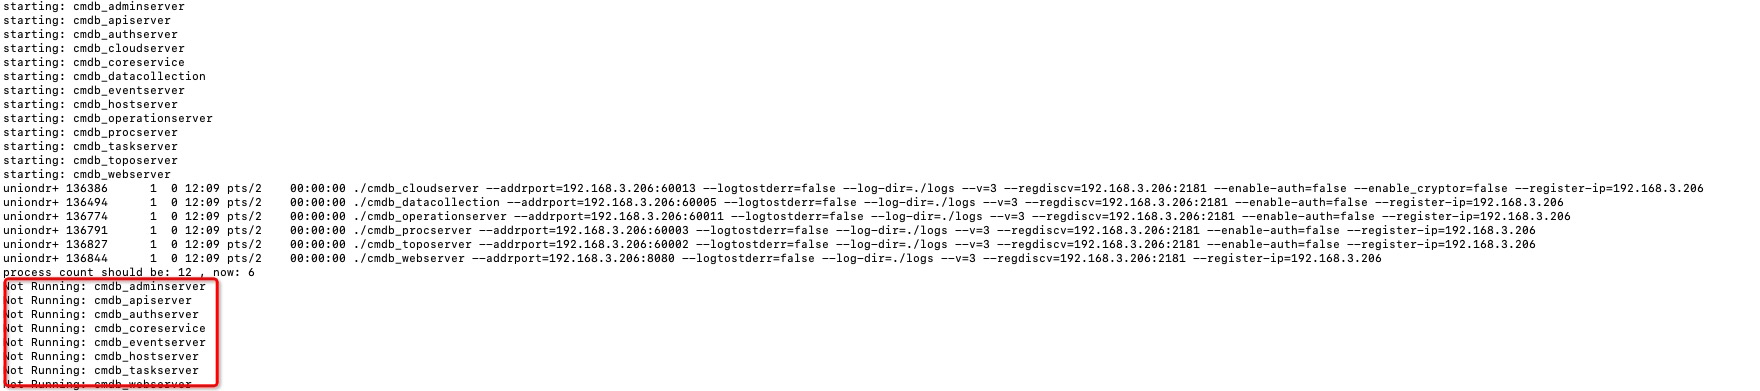 starting: cmdb_adminserver
starting: cmdb_apiserver
starting: cmdb_authserver
starting: cmdb_cloudserver
starting: cmdb_coreservice
starting: cmdb_datacollection
starting: cmdb_eventserver
starting: cmdb_hostserver
starting: cmdb_operationserver
starting: cmdb_procserver
starting: cmdb_taskserver
starting: cmdb_toposerver
starting: cmdb_webserver
uniondr+ 136386 1 0 12:09 pts/2 00:00:00 ./cmdb_cloudserver --addrport=192.168.3.206:60013 --logtostderr=false --log-dir=./logs --v=3 --regdiscv=192.168.3.206:2181 --enable-auth=false --enable_cryptor=false --register-ip=192.168.3.206
uniondr+ 136494 1 0 12:09 pts/2 00:00:00 ./cmdb_datacollection --addrport=192.168.3.206:60005 --logtostderr=false --log-dir=./logs --v=3 --regdiscv=192.168.3.206:2181 --enable-auth=false --register-ip=192.168.3.206
uniondr+ 136774 1 0 12:09 pts/2 00:00:00 ./cmdb_operationserver --addrport=192.168.3.206:60011 --logtostderr=false --log-dir=./logs --v=3 --regdiscv=192.168.3.206:2181 --enable-auth=false --register-ip=192.168.3.206
uniondr+ 136791 1 0 12:09 pts/2 00:00:00 ./cmdb_procserver --addrport=192.168.3.206:60003 --logtostderr=false --log-dir=./logs --v=3 --regdiscv=192.168.3.206:2181 --enable-auth=false --register-ip=192.168.3.206
uniondr+ 136827 1 0 12:09 pts/2 00:00:00 ./cmdb_toposerver --addrport=192.168.3.206:60002 --logtostderr=false --log-dir=./logs --v=3 --regdiscv=192.168.3.206:2181 --enable-auth=false --register-ip=192.168.3.206
uniondr+ 136844 1 0 12:09 pts/2 00:00:00 ./cmdb_webserver --addrport=192.168.3.206:8080 --logtostderr=false --log-dir=./logs --v=3 --regdiscv=192.168.3.206:2181 --register-ip=192.168.3.206
process count should be: 12 , now: 6
Not Running: cmdb_adminserver
Not Running: cmdb_apiserver
Not Running: cmdb_authserver
Not Running: cmdb_coreservice
Not Running: cmdb_eventserver
Not Running: cmdb_hostserver
Not Running: cmdb_taskserver
Not Running: cmdb_webserver